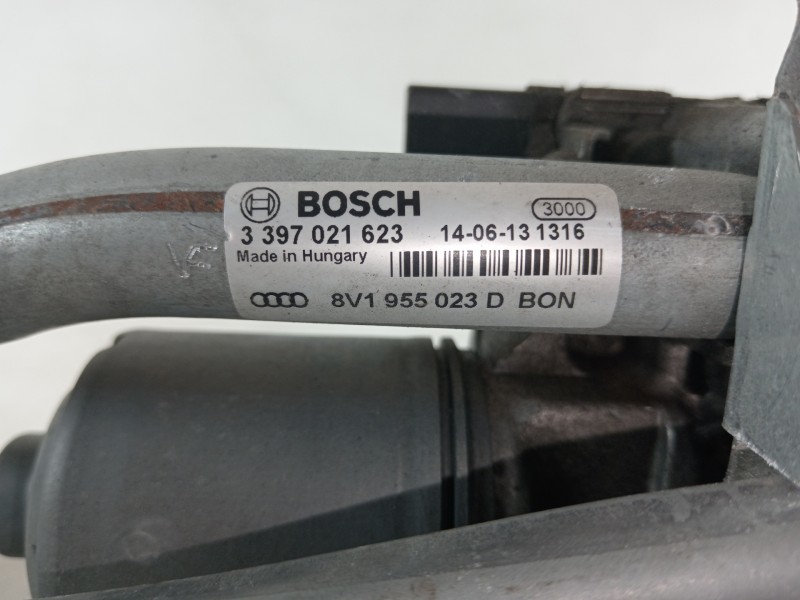 BOSCH 3000
3 397 021 623 14-06-13 1316
Made in Hungary
8V1 955 023 D BON